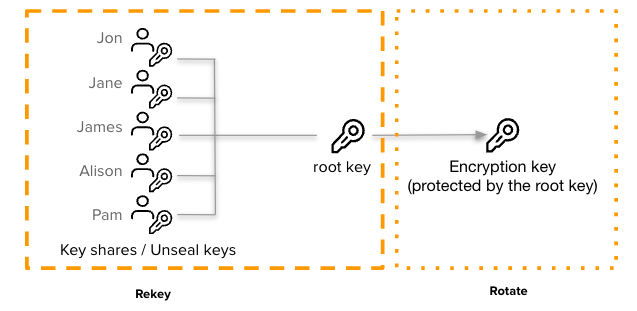 Jon
Jane
James
Alison
Pam
Key shares / Unseal keys
root key
Encryption key
(protected by the root key)
Rekey
Rotate